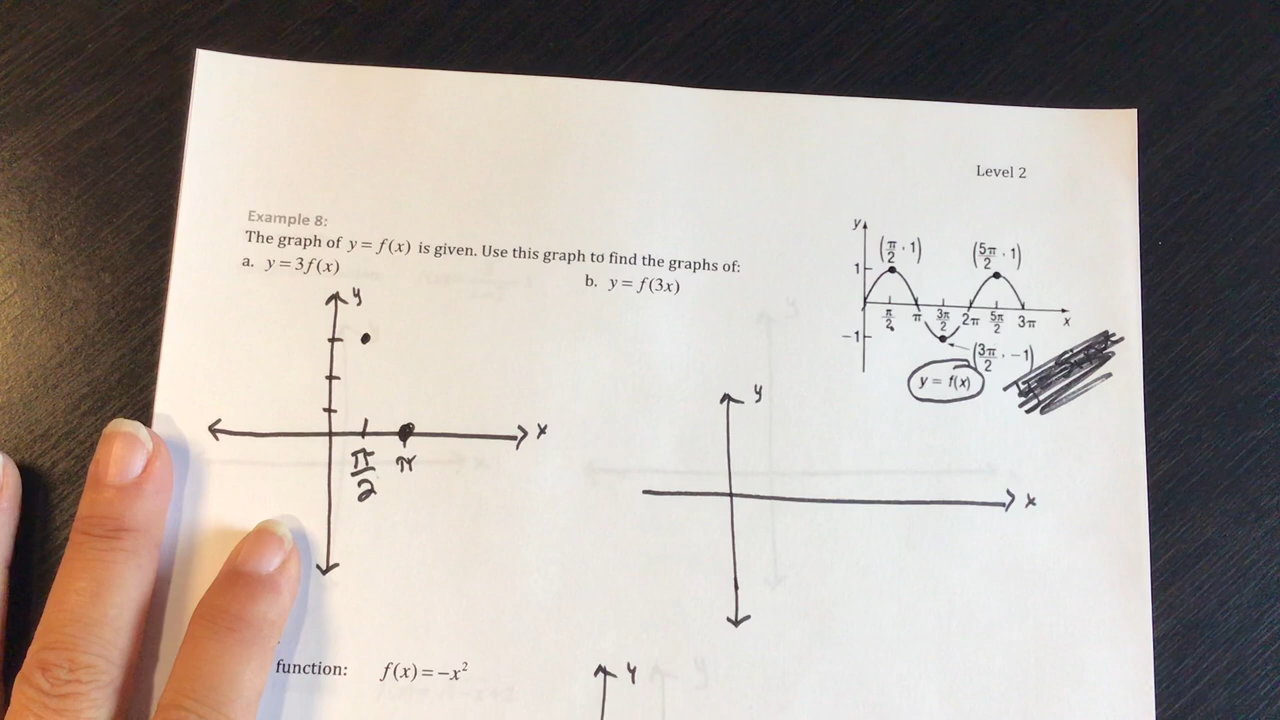 Level 2
Example 8:
The graph of y = f(x) is given. Use this graph to find the graphs of:
a. y = 3f(x)
b. y = f(3x)
y
(π/2, 1)
(5π/2, 1)
1
π/2
π
3π/2
2π
5π/2
3π
x
-1
(3π/2, -1)
y = f(x)
y
x
π/2
π
y
x
function: f(x) = -x²
y